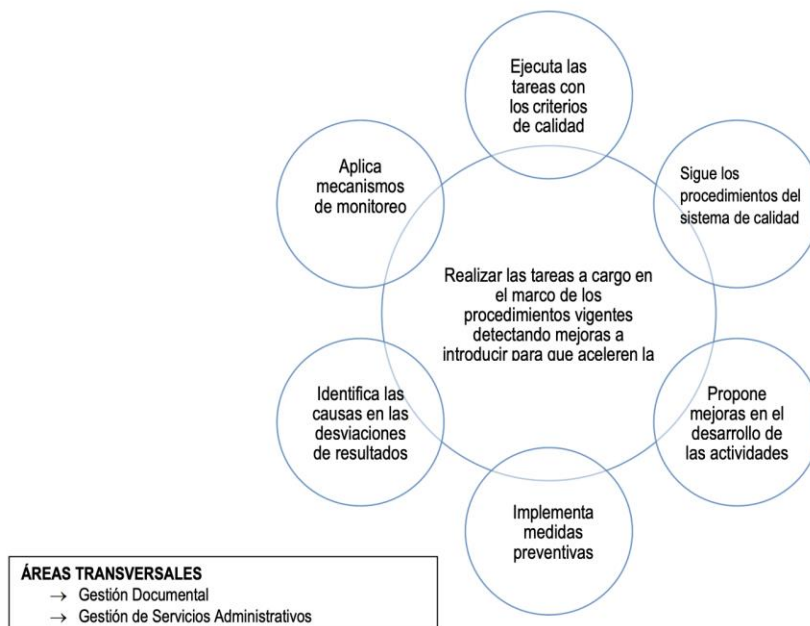 Ejecuta las
tareas con
los criterios
de calidad
Sigue los
procedimientos del
sistema de calidad
Propone
mejoras en el
desarrollo de
las actividades
Implementa
medidas
preventivas
Identifica las
causas en las
desviaciones
de resultados
Aplica
mecanismos
de monitoreo
Realizar las tareas a cargo en
el marco de los
procedimientos vigentes
detectando mejoras a
introducir para que aceleren la
ÁREAS TRANSVERSALES
→ Gestión Documental
→ Gestión de Servicios Administrativos